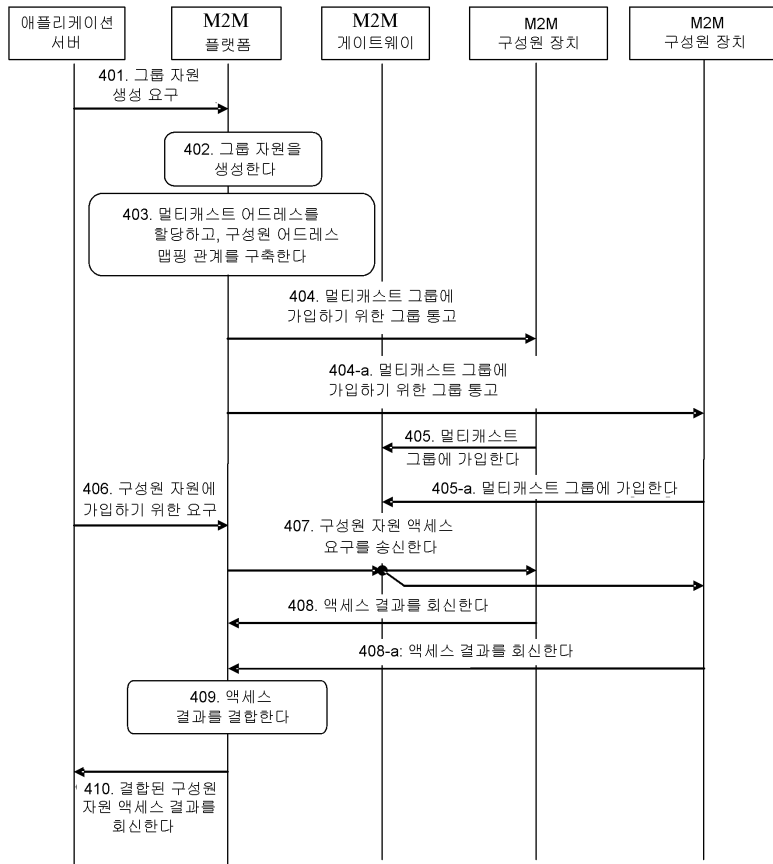 애플리케이션
서버
M2M
플랫폼
M2M
게이트웨이
M2M
구성원 장치
M2M
구성원 장치
401. 그룹 자원
생성 요구
402. 그룹 자원을
생성한다
403. 멀티캐스트 어드레스를
할당하고, 구성원 어드레스
맵핑 관계를 구축한다
404. 멀티캐스트 그룹에
가입하기 위한 그룹 통고
404-a. 멀티캐스트 그룹에
가입하기 위한 그룹 통고
405. 멀티캐스트
그룹에 가입한다
405-a. 멀티캐스트 그룹에 가입한다
406. 구성원 자원에
가입하기 위한 요구
407. 구성원 자원 액세스
요구를 송신한다
408. 액세스 결과를 회신한다
408-a: 액세스 결과를 회신한다
409. 액세스
결과를 결합한다
410. 결합된 구성원
자원 액세스 결과를
회신한다